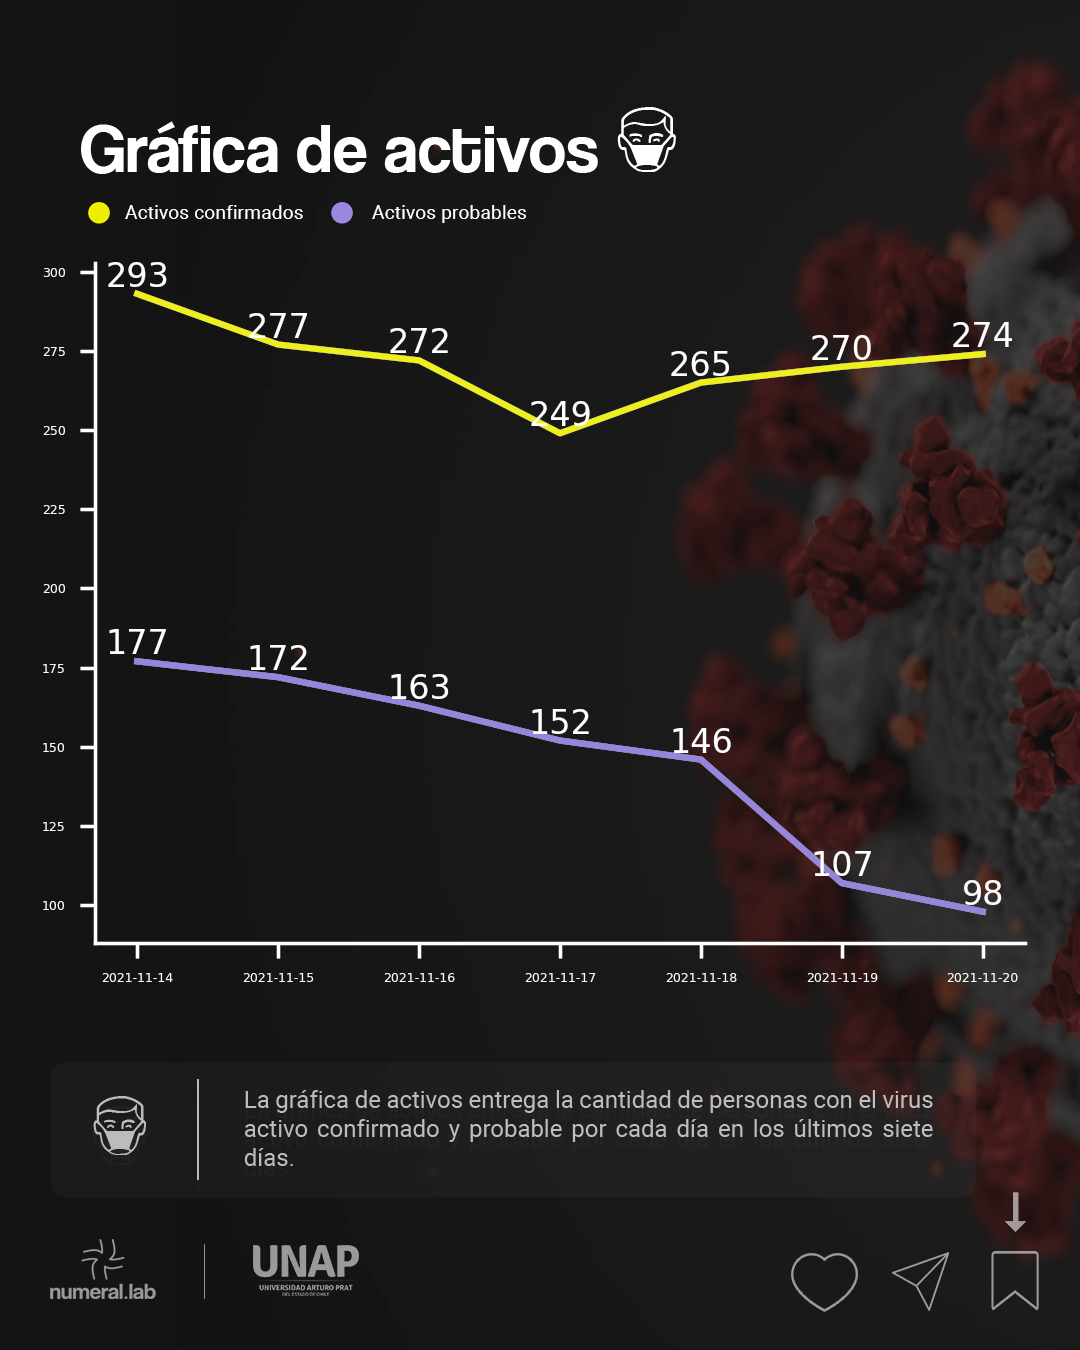 Gráfica de activos
Activos confirmados Activos probables
300
275
250
225
200
175
150
125
100
293
277
272
249
265
270
274
177
172
163
152
146
107
98
2021-11-14 2021-11-15 2021-11-16 2021-11-17 2021-11-18 2021-11-19 2021-11-20
La gráfica de activos entrega la cantidad de personas con el virus
activo confirmado y probable por cada día en los últimos siete
días.
numeral.lab
UNAP
UNIVERSIDAD ARTURO PRAT
DEL ESTADO DE CHILE